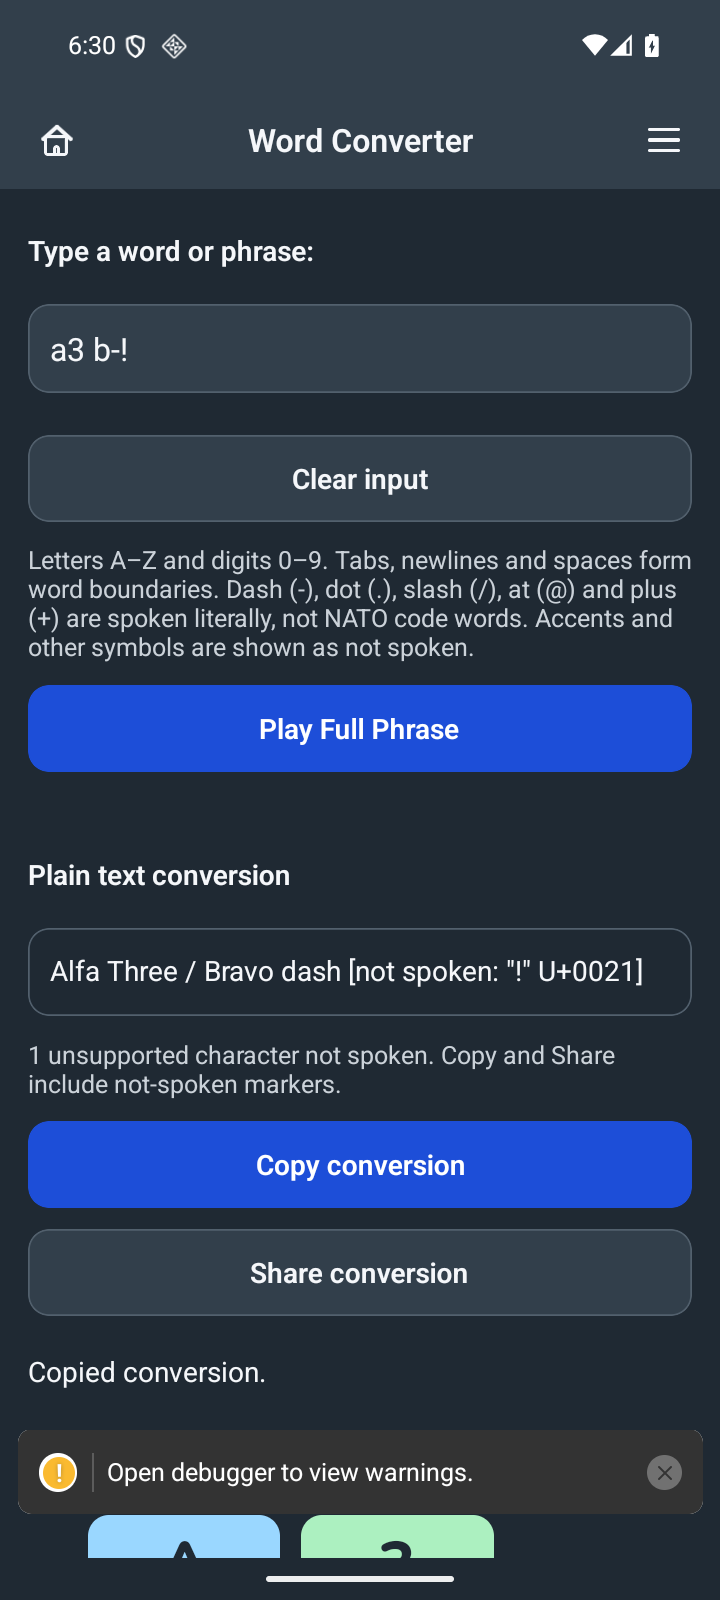 6:30
Word Converter
Type a word or phrase:
a3 b-!
Clear input
Letters A–Z and digits 0–9. Tabs, newlines and spaces form
word boundaries. Dash (-), dot (.), slash (/), at (@) and plus
(+) are spoken literally, not NATO code words. Accents and
other symbols are shown as not spoken.
Play Full Phrase
Plain text conversion
Alfa Three / Bravo dash [not spoken: "!" U+0021]
1 unsupported character not spoken. Copy and Share
include not-spoken markers.
Copy conversion
Share conversion
Copied conversion.
! Open debugger to view warnings.
A 3